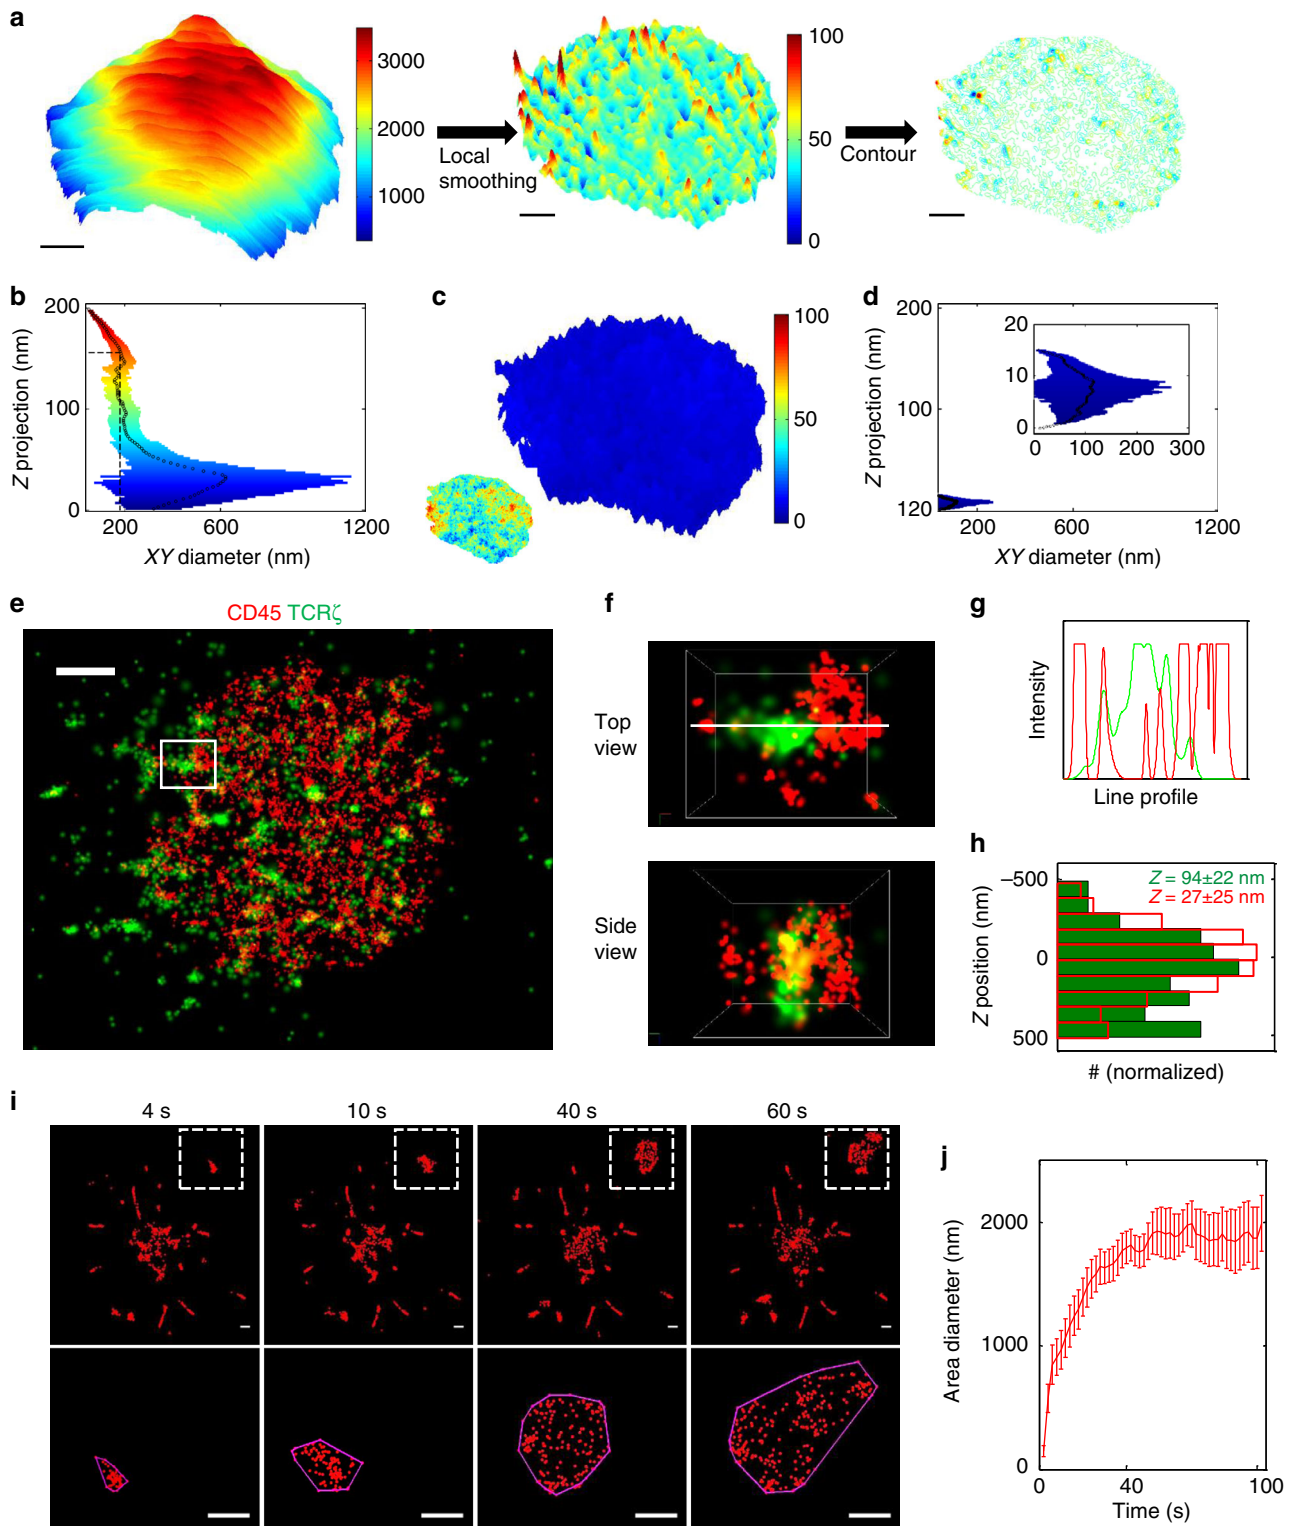 a
3000
2000
1000
Local
smoothing
100
50
0
Contour
b
Z projection (nm)
200
100
0
200
600
1200
XY diameter (nm)
c
100
50
0
d
Z projection (nm)
200
100
120
200
600
1200
XY diameter (nm)
20
10
0
0
100
200
300
e
CD45 TCRζ
f
Top
view
Side
view
g
Intensity
Line profile
h
Z position (nm)
–500
0
500
Z = 94±22 nm
Z = 27±25 nm
# (normalized)
i
4 s
10 s
40 s
60 s
j
Area diameter (nm)
2000
1000
0
0
40
100
Time (s)